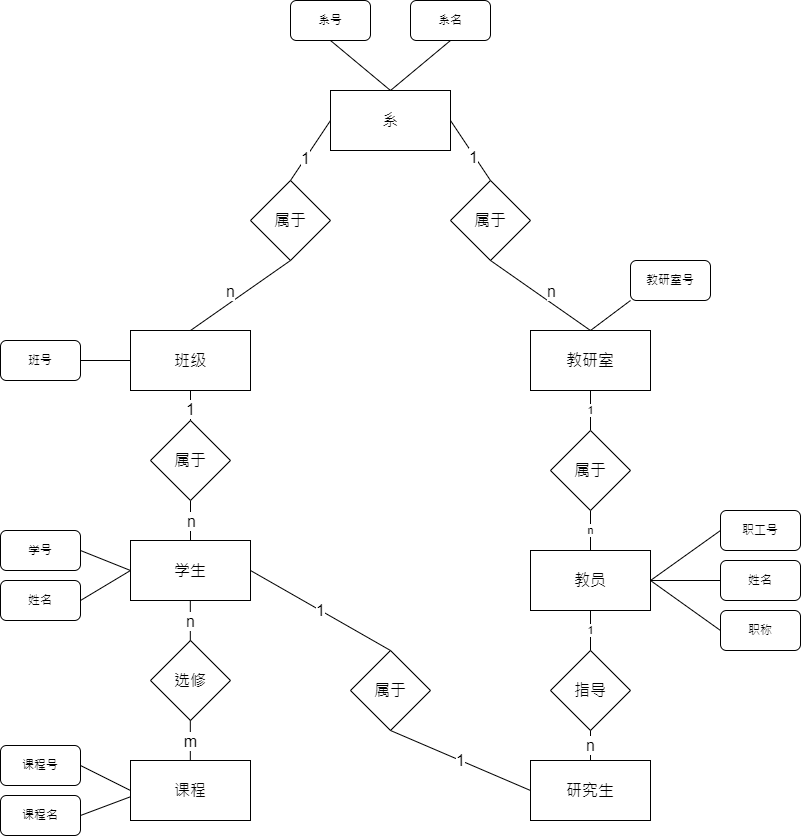 系号
系名
系
1
1
属于
属于
n
n
教研室号
班号
班级
教研室
1
1
属于
属于
n
n
学号
姓名
学生
教员
职工号
姓名
职称
n
1
1
选修
属于
指导
m
1
n
课程号
课程名
课程
研究生